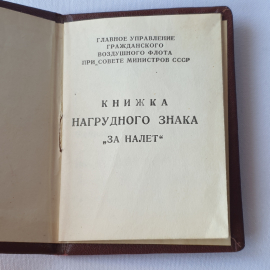 ГЛАВНОЕ УПРАВЛЕНИЕ
ГРАЖДАНСКОГО
ВОЗДУШНОГО ФЛОТА
ПРИ СОВЕТЕ МИНИСТРОВ СССР
КНИЖКА
НАГРУДНОГО ЗНАКА
„ЗА НАЛЕТ“